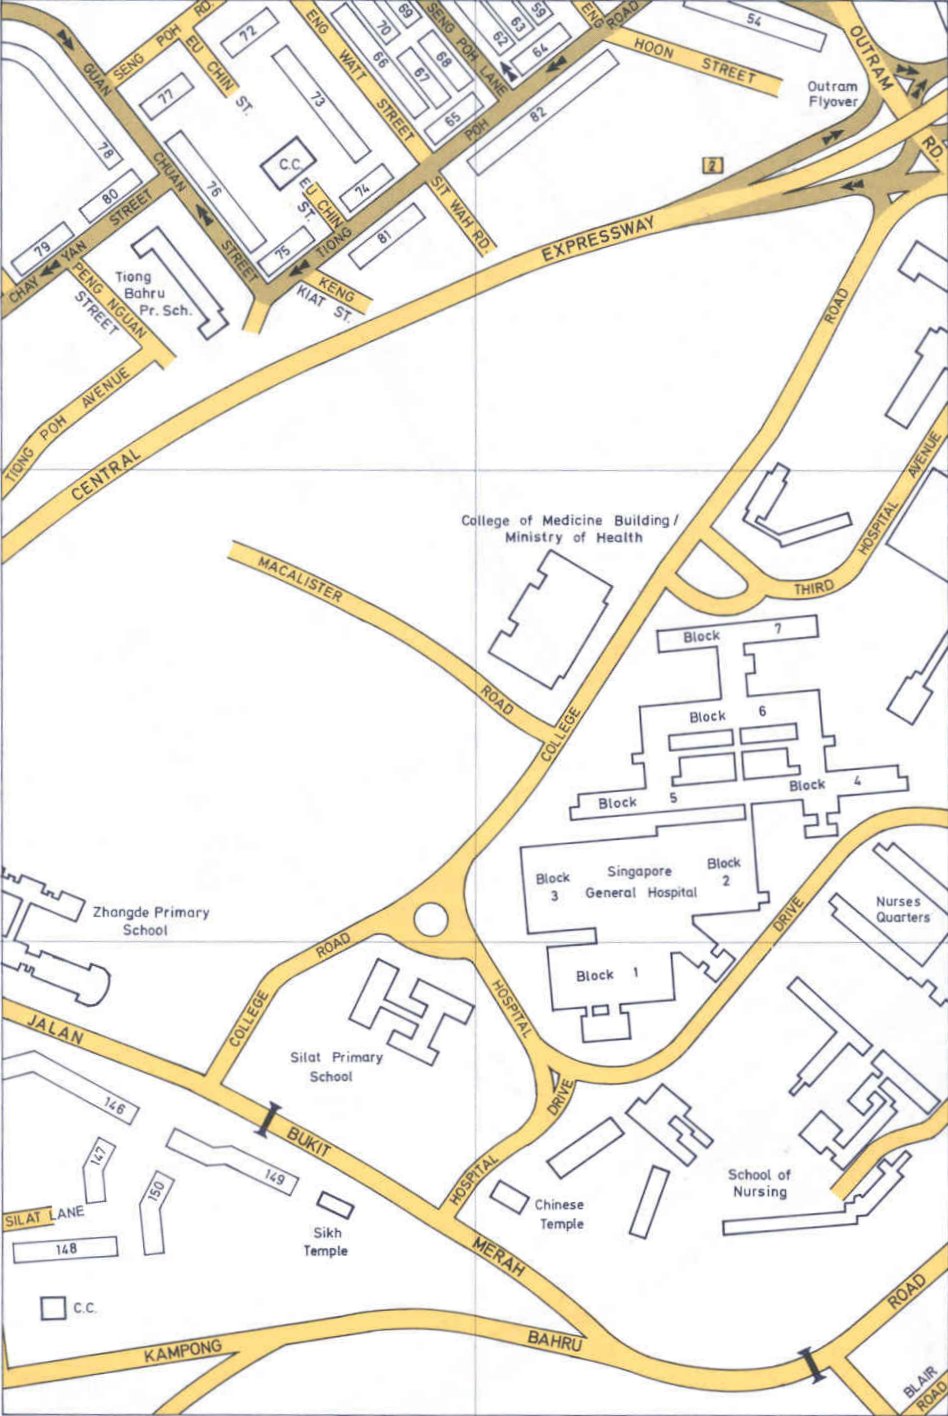 SENG POH RD.
72
ENG WATT STREET
69
70
66
67
68
65
SENG POH LANE
62
63
59
64
ENG HOON STREET
ROAD
54
OUTRAM RD.
Outram
Flyover
GUAN CHUAN STREET
EU CHIN
ST.
77
73
82
POH
78
C.C.
2
80
76
74
EU CHIN
ST.
SIT WAH RD.
79
CHAY YAN STREET
75
TIONG
81
EXPRESSWAY
Tiong
Bahru
Pr. Sch.
PENG NGUAN
STREET
KENG
KIAT ST.
ROAD
TIONG POH AVENUE
CENTRAL
College of Medicine Building/
Ministry of Health
THIRD HOSPITAL AVENUE
MACALISTER ROAD
Block 7
Block 6
COLLEGE
Block 5
Block 4
Block
3
Singapore
General Hospital
Block
2
Zhangde Primary
School
Nurses
Quarters
COLLEGE ROAD
HOSPITAL DRIVE
Block 1
JALAN BUKIT MERAH
Silat Primary
School
HOSPITAL DRIVE
146
147
149
150
School of
Nursing
SILAT LANE
Chinese
Temple
148
Sikh
Temple
C.C.
ROAD
KAMPONG BAHRU
BLAIR
ROAD